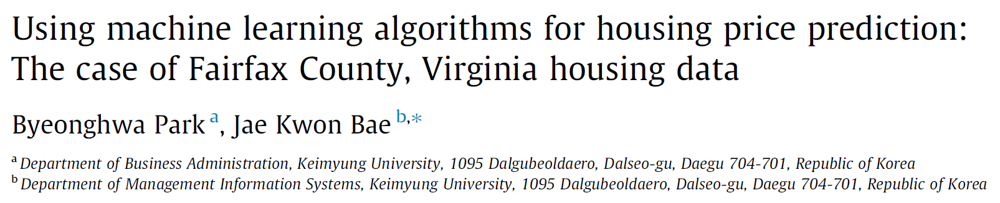 Using machine learning algorithms for housing price prediction:
The case of Fairfax County, Virginia housing data
Byeonghwa Park a, Jae Kwon Bae b,*
a Department of Business Administration, Keimyung University, 1095 Dalgubeoldaero, Dalseo-gu, Daegu 704-701, Republic of Korea
b Department of Management Information Systems, Keimyung University, 1095 Dalgubeoldaero, Dalseo-gu, Daegu 704-701, Republic of Korea